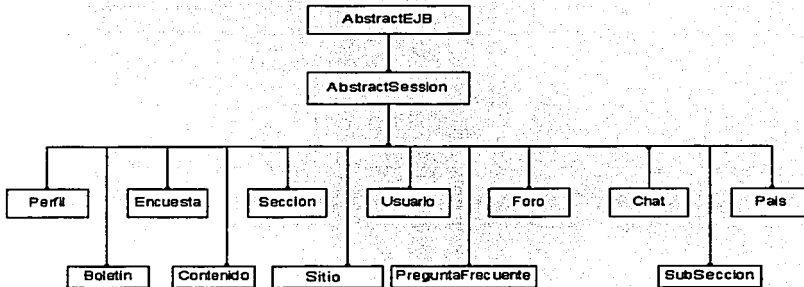 AbstractEJB
AbstractSession
Perfil
Encuesta
Seccion
Usuario
Foro
Chat
Pais
Boletin
Contenido
Sitio
PreguntaFrecuente
SubSeccion